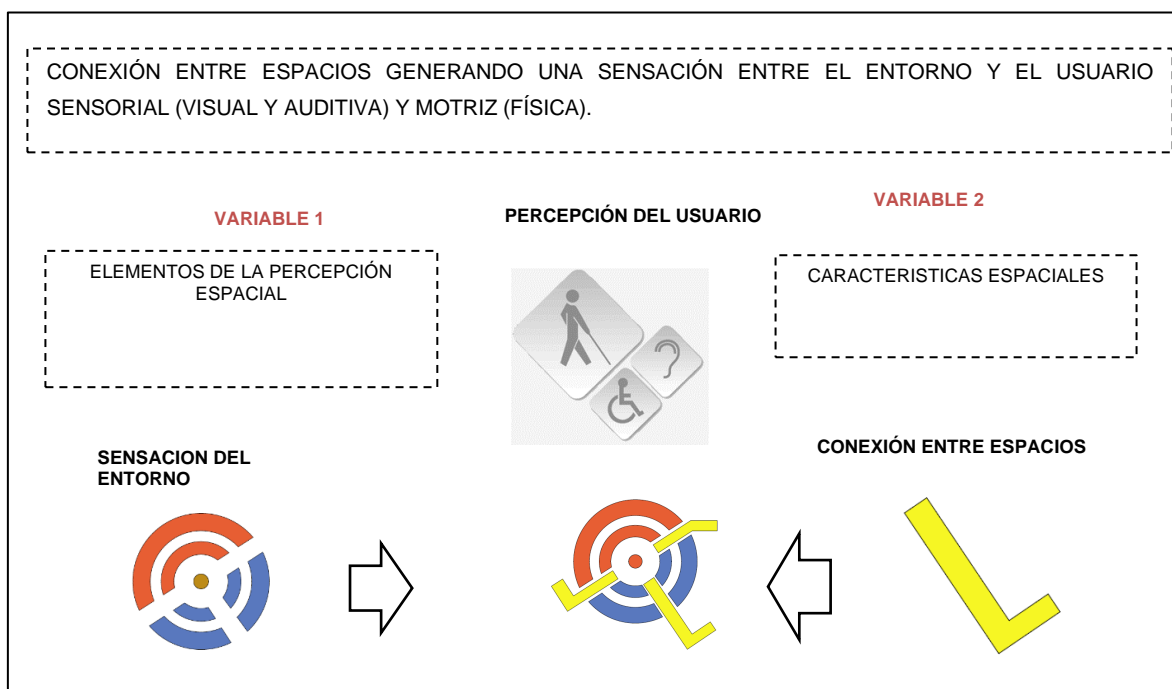 CONEXIÓN ENTRE ESPACIOS GENERANDO UNA SENSACIÓN ENTRE EL ENTORNO Y EL USUARIO
SENSORIAL (VISUAL Y AUDITIVA) Y MOTRIZ (FÍSICA).
VARIABLE 1
PERCEPCIÓN DEL USUARIO
VARIABLE 2
ELEMENTOS DE LA PERCEPCIÓN
ESPACIAL
CARACTERISTICAS ESPACIALES
SENSACION DEL
ENTORNO
CONEXIÓN ENTRE ESPACIOS